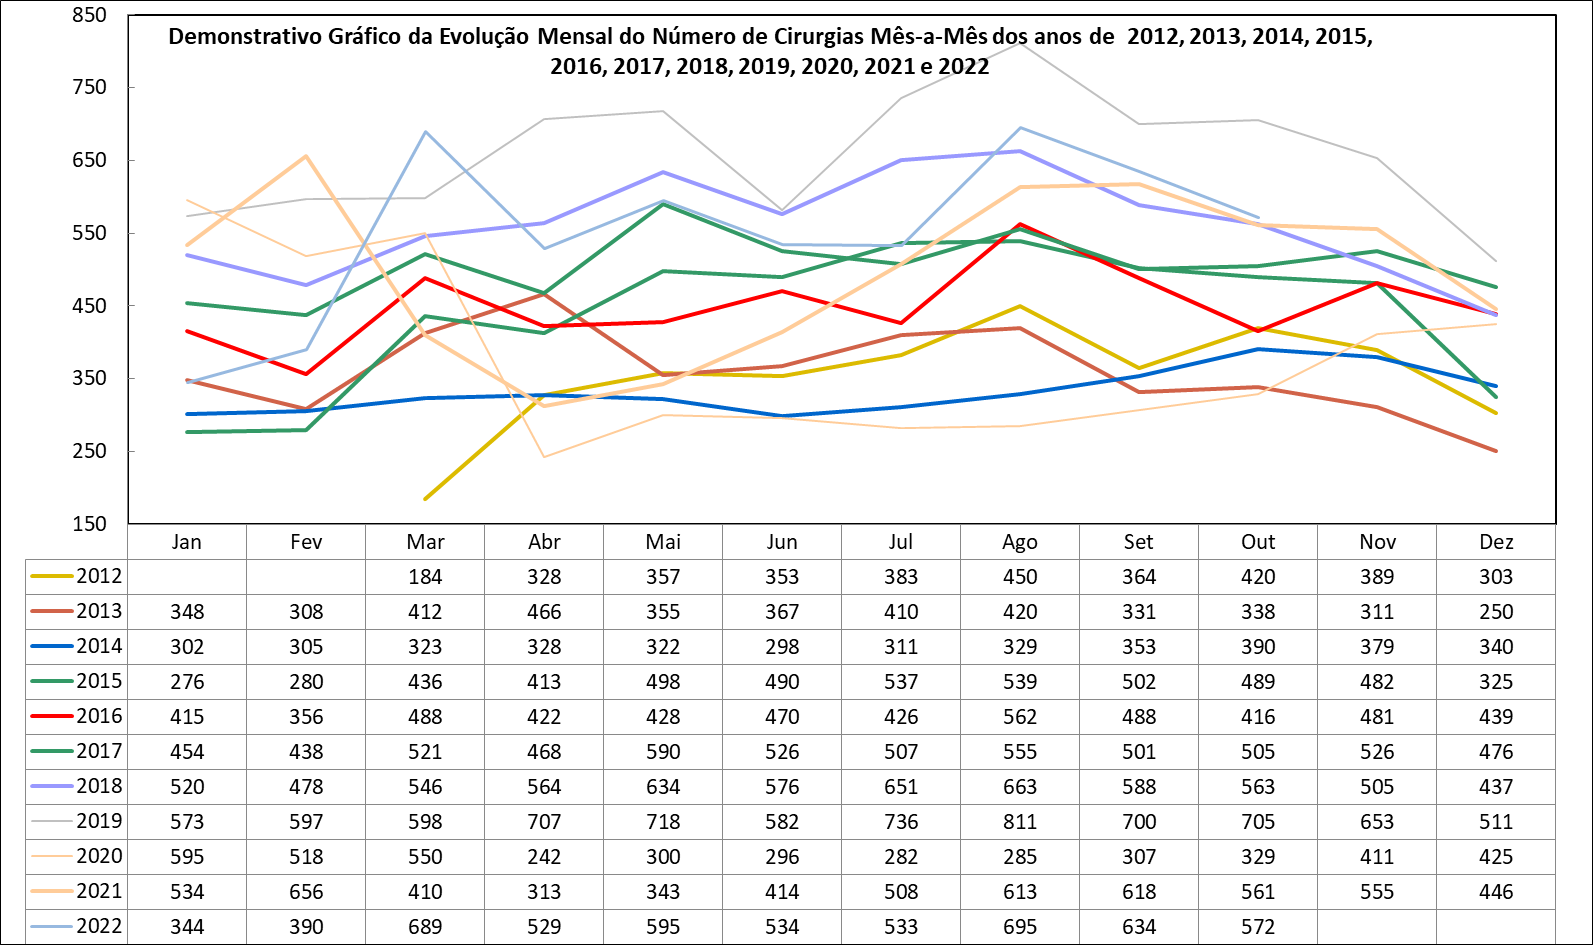 Demonstrativo Gráfico da Evolução Mensal do Número de Cirurgias Mês-a-Mês dos anos de 2012, 2013, 2014, 2015,
2016, 2017, 2018, 2019, 2020, 2021 e 2022
850
750
650
550
450
350
250
150
Jan Fev Mar Abr Mai Jun Jul Ago Set Out Nov Dez
2012 184 328 357 353 383 450 364 420 389 303
2013 348 308 412 466 355 367 410 420 331 338 311 250
2014 302 305 323 328 322 298 311 329 353 390 379 340
2015 276 280 436 413 498 490 537 539 502 489 482 325
2016 415 356 488 422 428 470 426 562 488 416 481 439
2017 454 438 521 468 590 526 507 555 501 505 526 476
2018 520 478 546 564 634 576 651 663 588 563 505 437
2019 573 597 598 707 718 582 736 811 700 705 653 511
2020 595 518 550 242 300 296 282 285 307 329 411 425
2021 534 656 410 313 343 414 508 613 618 561 555 446
2022 344 390 689 529 595 534 533 695 634 572